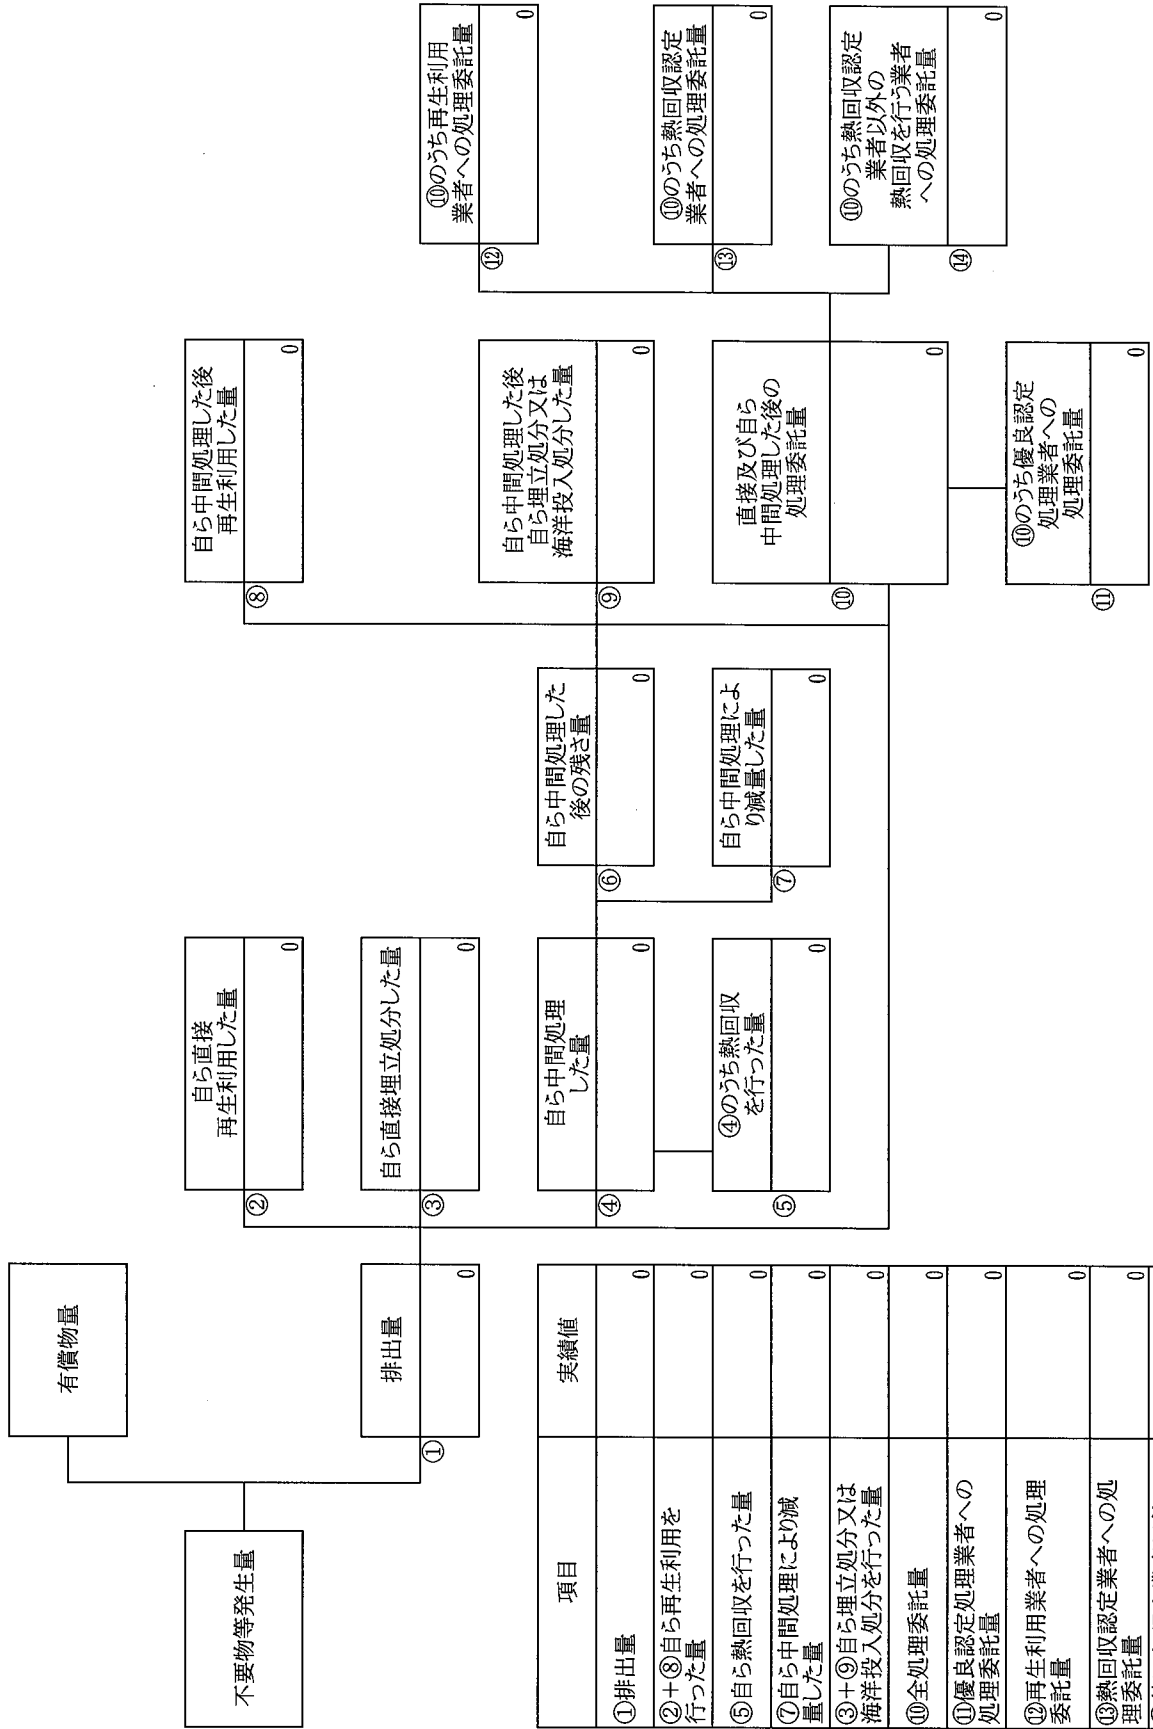 有償物量
不要物等発生量
排出量
①
0
自ら直接
再生利用した量
②
0
自ら直接埋立処分した量
③
0
自ら中間処理
した量
④
0
④のうち熱回収
を行った量
⑤
0
自ら中間処理した
後の残さ量
⑥
0
自ら中間処理によ
り減量した量
⑦
0
自ら中間処理した後
再生利用した量
⑧
0
自ら中間処理した後
自ら埋立処分又は
海洋投入処分した量
⑨
0
直接及び自ら
中間処理した後の
処理委託量
⑩
0
⑩のうち優良認定
処理業者への
処理委託量
⑪
0
⑩のうち再生利用
業者への処理委託量
⑫
0
⑩のうち熱回収認定
業者への処理委託量
⑬
0
⑩のうち熱回収認定
業者以外の
熱回収を行う業者
への処理委託量
⑭
0
項目 実績値
①排出量 0
②+⑧自ら再生利用を
行った量 0
⑤自ら熱回収を行った量 0
⑦自ら中間処理により減
量した量 0
③+⑨自ら埋立処分又は
海洋投入処分を行った量 0
⑩全処理委託量 0
⑪優良認定処理業者への
処理委託量 0
⑫再生利用業者への処理
委託量 0
⑬熱回収認定業者への処
理委託量 0